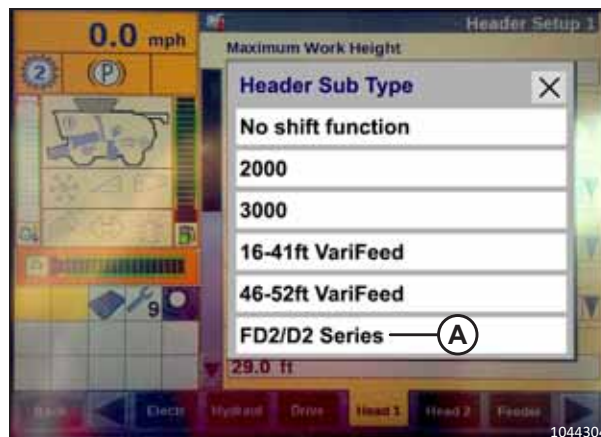 0.0 mph
Header Setup 1
2
(P)
Maximum Work Height
Header Sub Type
No shift function
2000
3000
16-41ft VariFeed
46-52ft VariFeed
FD2/D2 Series
A
9
29.0 ft
Back
Electr
Hydraul
Drive
Head 1
Head 2
Feeder
1044304